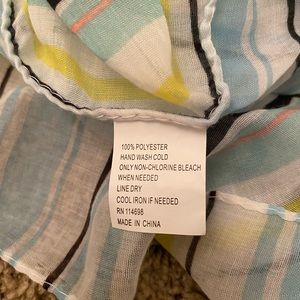 100% POLYESTER
HAND WASH COLD
ONLY NON-CHLORINE BLEACH
WHEN NEEDED
LINE DRY
COOL IRON IF NEEDED
RN 114698
MADE IN CHINA